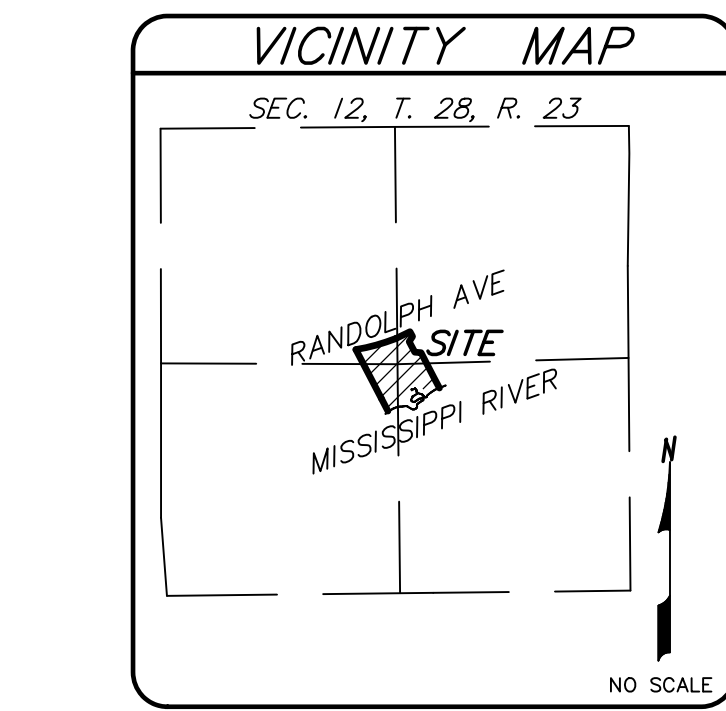 VICINITY MAP
SEC. 12, T. 28, R. 23
RANDOLPH AVE
SITE
MISSISSIPPI RIVER
N
NO SCALE